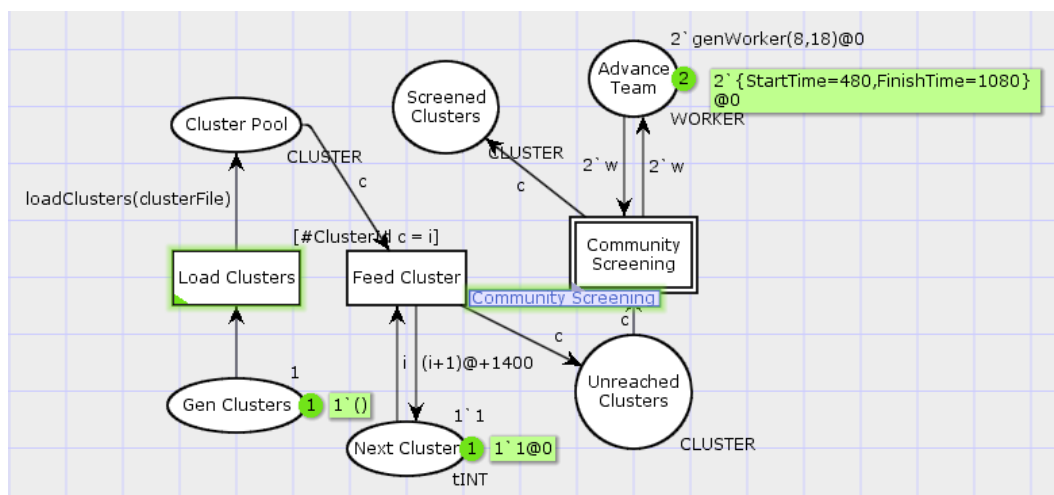 2`genWorker(8,18)@0
Advance
Team
2
2`{StartTime=480,FinishTime=1080}
@0
WORKER
Screened
Clusters
CLUSTER
Cluster Pool
CLUSTER
c
c
2`w
2`w
loadClusters(clusterFile)
[#ClusterId c = i]
Community
Screening
Load Clusters
Feed Cluster
Community Screening
c
c
i
(i+1)@+1400
Unreached
Clusters
CLUSTER
1
Gen Clusters
1
1`()
1`1
Next Cluster
1
1`1@0
tINT